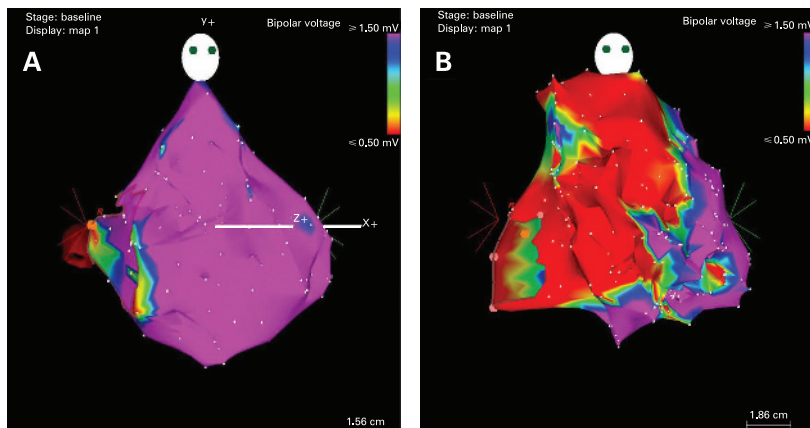 Stage: baseline
Display: map 1
Y+
Bipolar voltage
≥ 1.50 mV
A
≤ 0.50 mV
Z+
X+
1.56 cm
Stage: baseline
Display: map 1
Bipolar voltage
≥ 1.50 mV
B
≤ 0.50 mV
1.86 cm